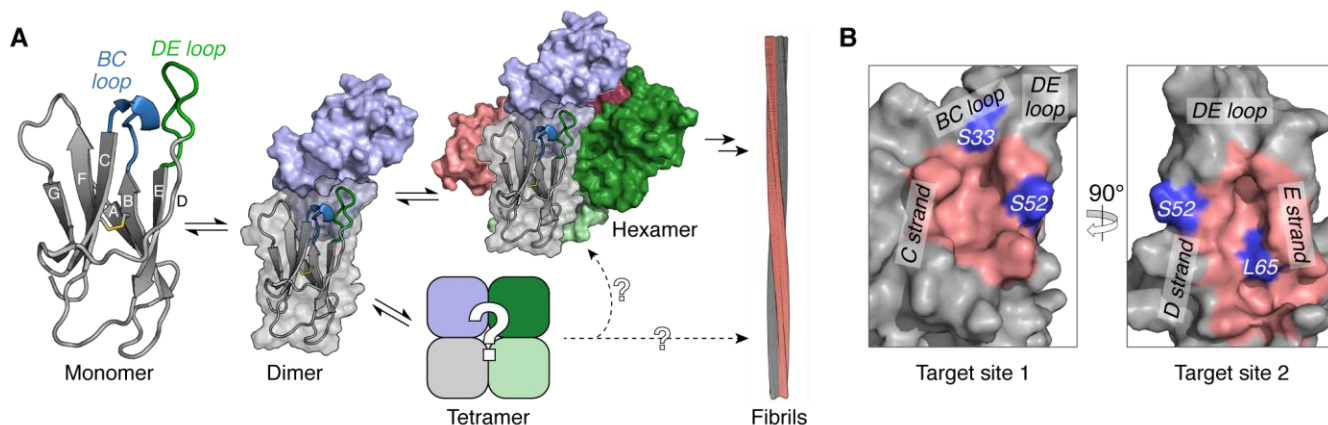 A
BC
loop
DE loop
G
F
C
A
B
E
D
Monomer
Dimer
Hexamer
?
?
?
Tetramer
Fibrils
B
BC loop
DE
loop
S33
S52
C strand
Target site 1
90°
DE loop
S52
L65
D strand
E strand
Target site 2